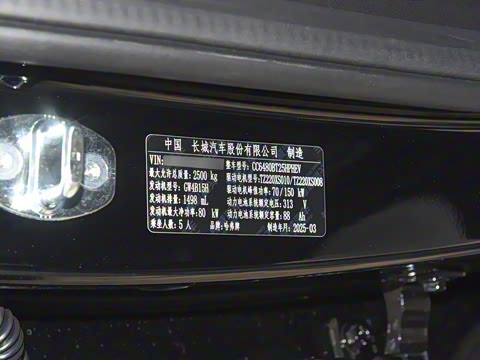 中国 长城汽车股份有限公司 制造
VIN: 整车型号:CC6480BT25HPHEV
最大允许总质量:2500 kg 驱动电机型号:TZ220XS010/TZ220XS008
发动机型号:GW4B15H 驱动电机峰值功率:70/150 kW
发动机排量:1498 mL 动力电池系统额定电压:313 V
发动机最大净功率:80 kW 动力电池系统额定容量:88 Ah
乘坐人数:5人 品牌:哈弗牌 制造年月:2025-03